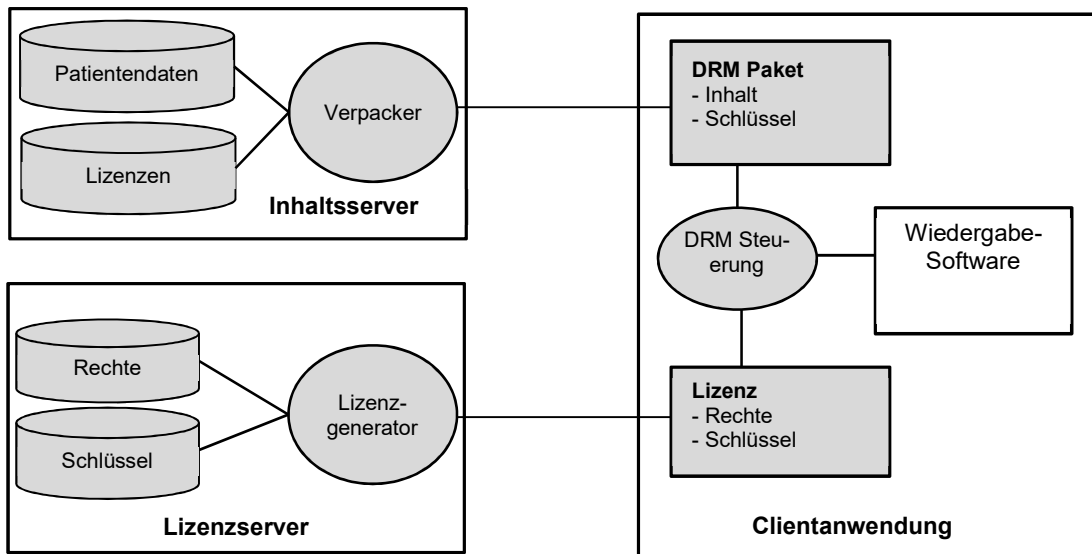 Patientendaten
Lizenzen
Verpacker
Inhaltsserver
DRM Paket
- Inhalt
- Schlüssel
DRM Steu-
erung
Wiedergabe-
Software
Rechte
Schlüssel
Lizenz-
generator
Lizenzserver
Lizenz
- Rechte
- Schlüssel
Clientanwendung